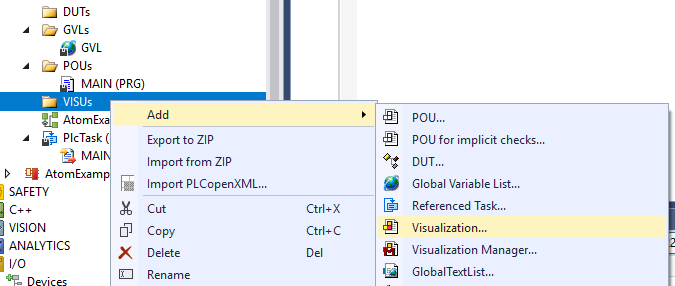 DUTs
GVLs
GVL
POUs
MAIN (PRG)
VISUs
AtomExa
PlcTask (
MAIN
AtomExamp
SAFETY
C++
VISION
ANALYTICS
I/O
Devices
Add
Export to ZIP
Import from ZIP
Import PLCopenXML...
Cut Ctrl+X
Copy Ctrl+C
Delete Del
Rename
POU...
POU for implicit checks...
DUT...
Global Variable List...
Referenced Task...
Visualization...
Visualization Manager...
GlobalTextList...